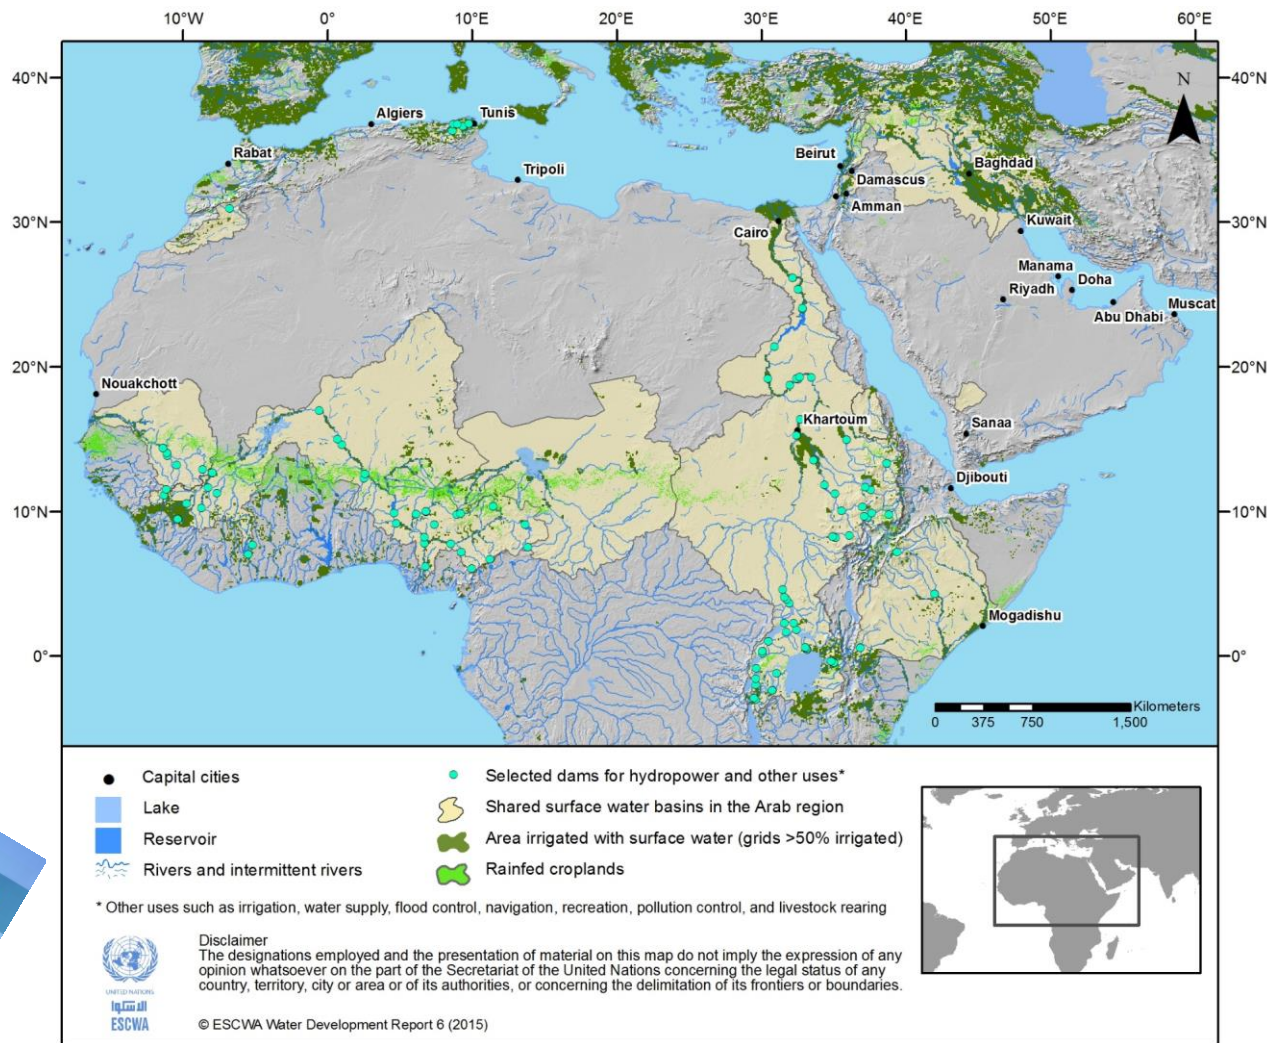 10°W 0° 10°E 20°E 30°E 40°E 50°E 60°E
40°N 40°N
N
Algiers Tunis
Rabat Beirut Baghdad
Tripoli Damascus
Amman
30°N Kuwait 30°N
Cairo
Manama
Doha
Riyadh
Muscat
Abu Dhabi
20°N 20°N
Nouakchott
Khartoum Sanaa
Djibouti
10°N 10°N
Mogadishu
0° 0°
Kilometers
0 375 750 1,500
Capital cities
Lake
Reservoir
Rivers and intermittent rivers
Selected dams for hydropower and other uses*
Shared surface water basins in the Arab region
Area irrigated with surface water (grids >50% irrigated)
Rainfed croplands
* Other uses such as irrigation, water supply, flood control, navigation, recreation, pollution control, and livestock rearing
UNITED NATIONS
الاسكوا
ESCWA
Disclaimer
The designations employed and the presentation of material on this map do not imply the expression of any
opinion whatsoever on the part of the Secretariat of the United Nations concerning the legal status of any
country, territory, city or area or of its authorities, or concerning the delimitation of its frontiers or boundaries.
© ESCWA Water Development Report 6 (2015)